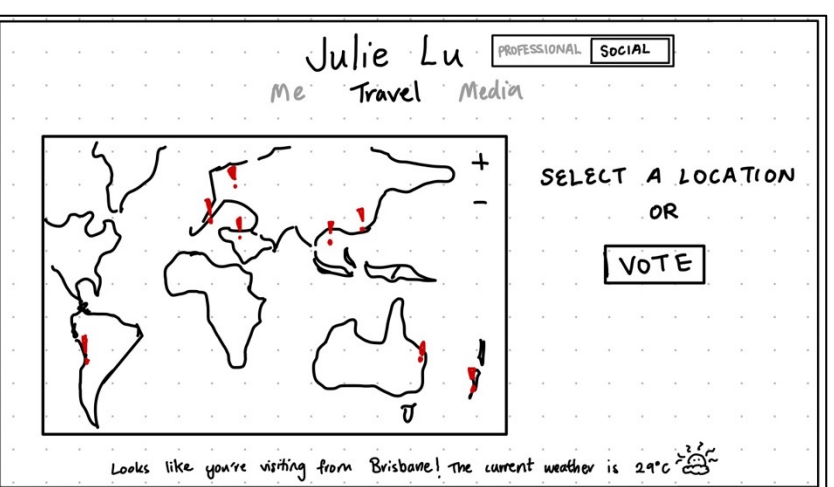 Julie Lu
PROFESSIONAL SOCIAL
Me Travel Media
+
-
SELECT A LOCATION
OR
VOTE
Looks like you're visiting from Brisbane! The current weather is 29°C